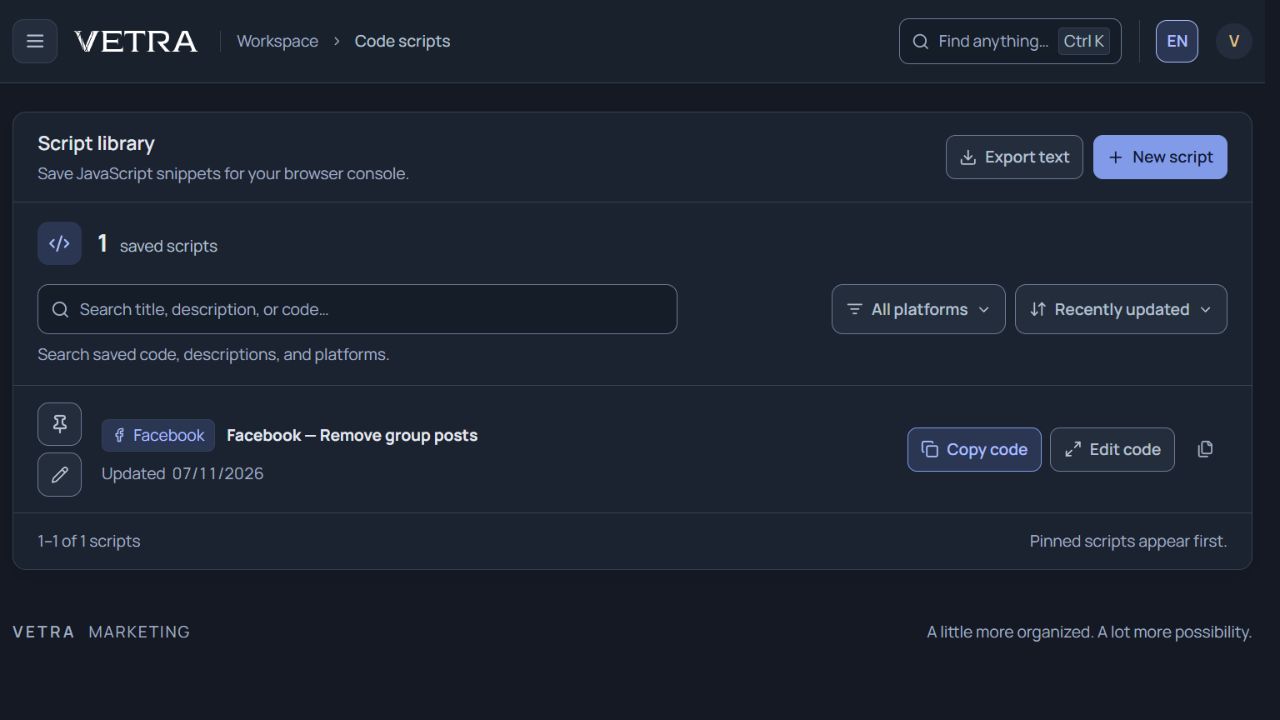 VETRA
Workspace › Code scripts
Find anything... Ctrl K
EN
V
Script library
Save JavaScript snippets for your browser console.
Export text
New script
1 saved scripts
Search title, description, or code...
All platforms
Recently updated
Search saved code, descriptions, and platforms.
Facebook
Facebook — Remove group posts
Updated 07/11/2026
Copy code
Edit code
1–1 of 1 scripts
Pinned scripts appear first.
VETRA MARKETING
A little more organized. A lot more possibility.